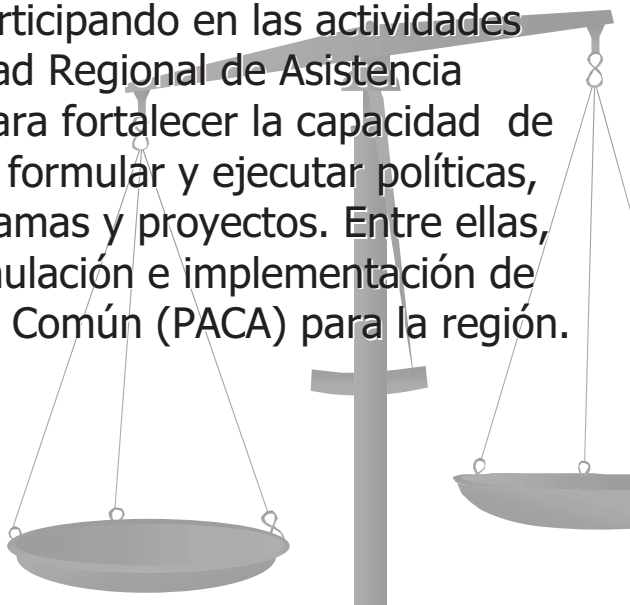 rticipando en las actividades
ad Regional de Asistencia
ara fortalecer la capacidad de
formular y ejecutar políticas,
amas y proyectos. Entre ellas,
ulación e implementación de
Común (PACA) para la región.